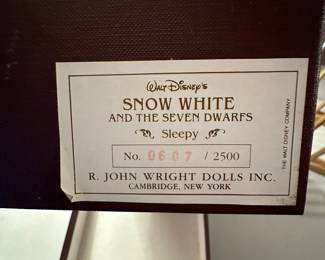 Walt Disney's
SNOW WHITE
AND THE SEVEN DWARFS
Sleepy
No. 0607 / 2500
R. JOHN WRIGHT DOLLS INC.
CAMBRIDGE, NEW YORK
THE WALT DISNEY COMPANY